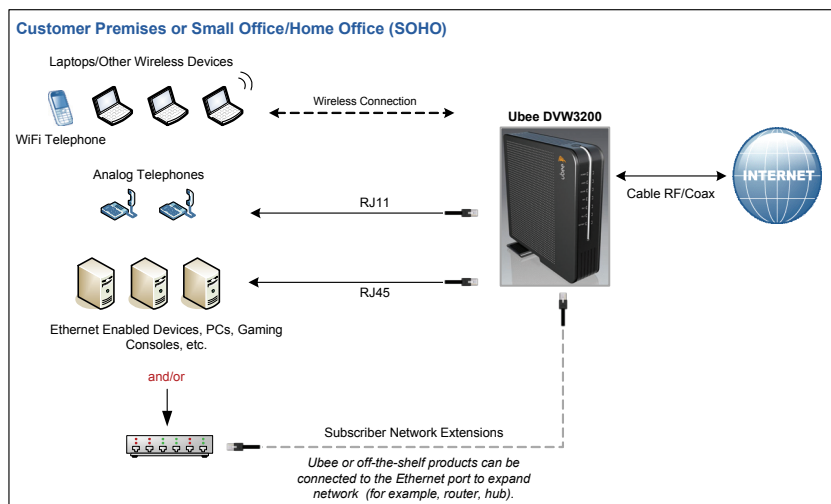 Customer Premises or Small Office/Home Office (SOHO)
Laptops/Other Wireless Devices
Wireless Connection
WiFi Telephone
Ubee DVW3200
ubee
INTERNET
Cable RF/Coax
Analog Telephones
RJ11
RJ45
Ethernet Enabled Devices, PCs, Gaming
Consoles, etc.
and/or
Subscriber Network Extensions
Ubee or off-the-shelf products can be
connected to the Ethernet port to expand
network (for example, router, hub).